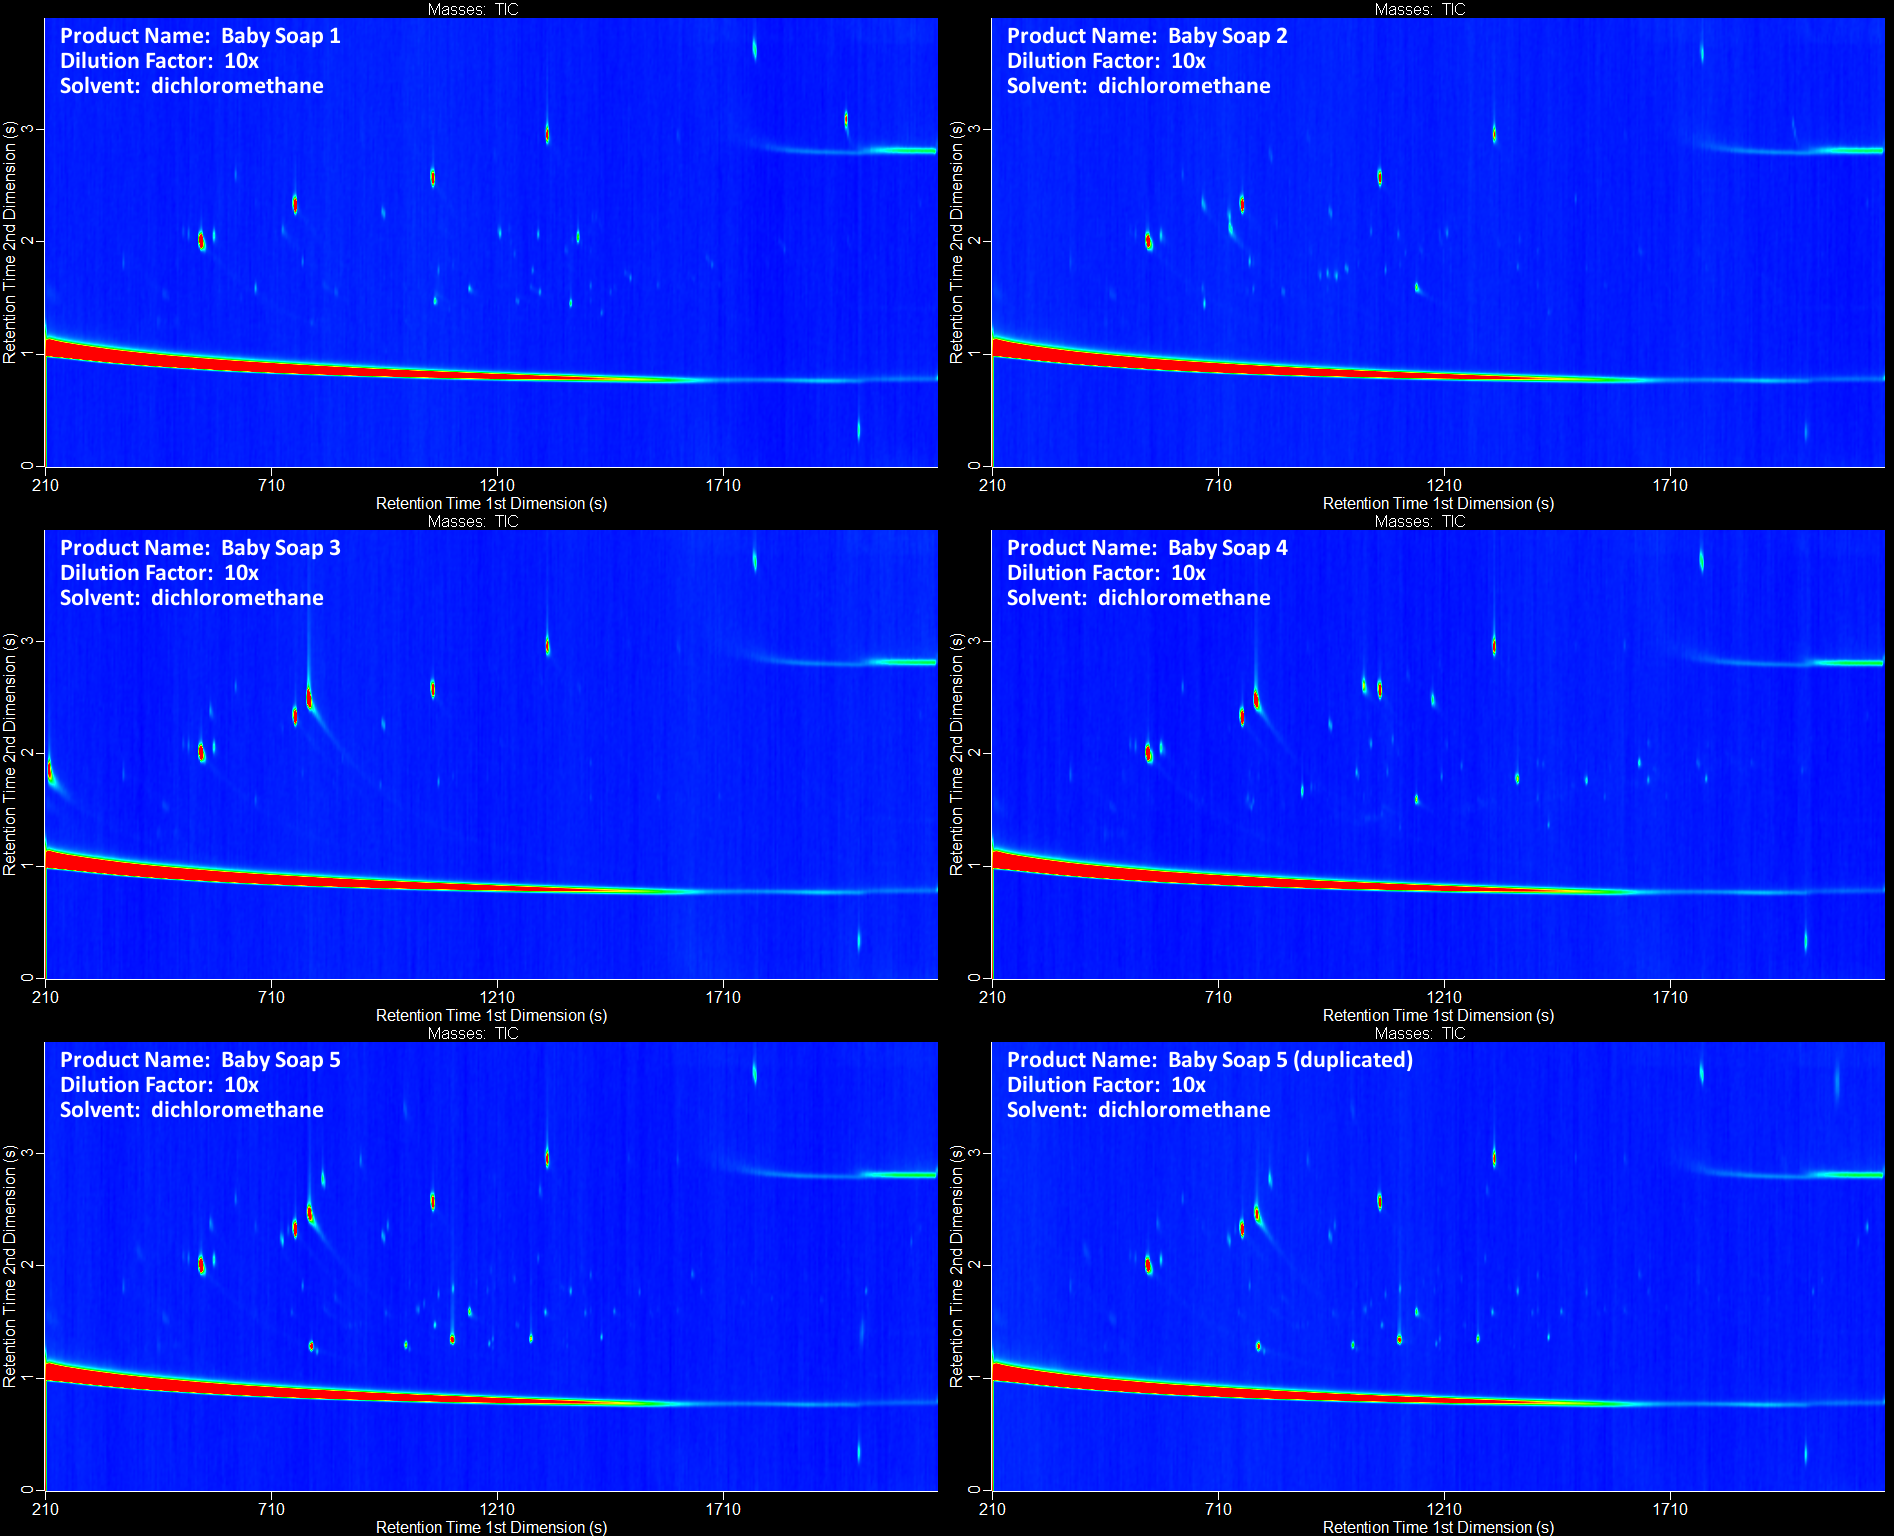 Masses: TIC
Product Name: Baby Soap 1
Dilution Factor: 10x
Solvent: dichloromethane
Retention Time 2nd Dimension (s)
3
2
1
0
210 710 1210 1710
Retention Time 1st Dimension (s)
Masses: TIC
Product Name: Baby Soap 2
Dilution Factor: 10x
Solvent: dichloromethane
Retention Time 2nd Dimension (s)
3
2
1
0
210 710 1210 1710
Retention Time 1st Dimension (s)
Masses: TIC
Product Name: Baby Soap 3
Dilution Factor: 10x
Solvent: dichloromethane
Retention Time 2nd Dimension (s)
3
2
1
0
210 710 1210 1710
Retention Time 1st Dimension (s)
Masses: TIC
Product Name: Baby Soap 4
Dilution Factor: 10x
Solvent: dichloromethane
Retention Time 2nd Dimension (s)
3
2
1
0
210 710 1210 1710
Retention Time 1st Dimension (s)
Masses: TIC
Product Name: Baby Soap 5
Dilution Factor: 10x
Solvent: dichloromethane
Retention Time 2nd Dimension (s)
3
2
1
0
210 710 1210 1710
Retention Time 1st Dimension (s)
Masses: TIC
Product Name: Baby Soap 5 (duplicated)
Dilution Factor: 10x
Solvent: dichloromethane
Retention Time 2nd Dimension (s)
3
2
1
0
210 710 1210 1710
Retention Time 1st Dimension (s)